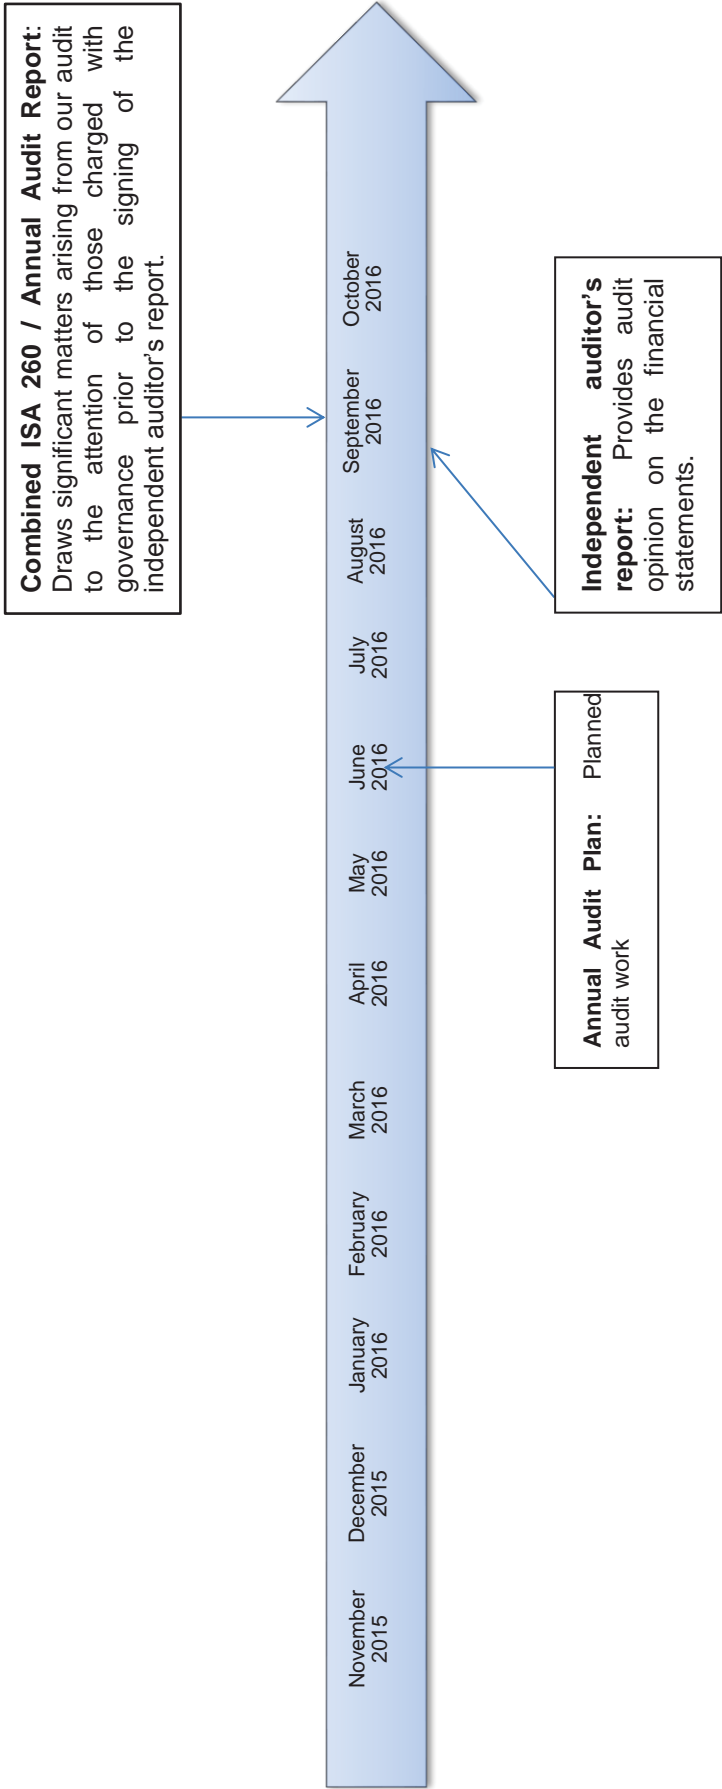 Combined ISA 260 / Annual Audit Report:
Draws significant matters arising from our audit
to the attention of those charged with
governance prior to the signing of the
independent auditor's report.
November
2015
December
2015
January
2016
February
2016
March
2016
April
2016
May
2016
June
2016
July
2016
August
2016
September
2016
October
2016
Annual Audit Plan: Planned
audit work
Independent auditor's
report: Provides audit
opinion on the financial
statements.